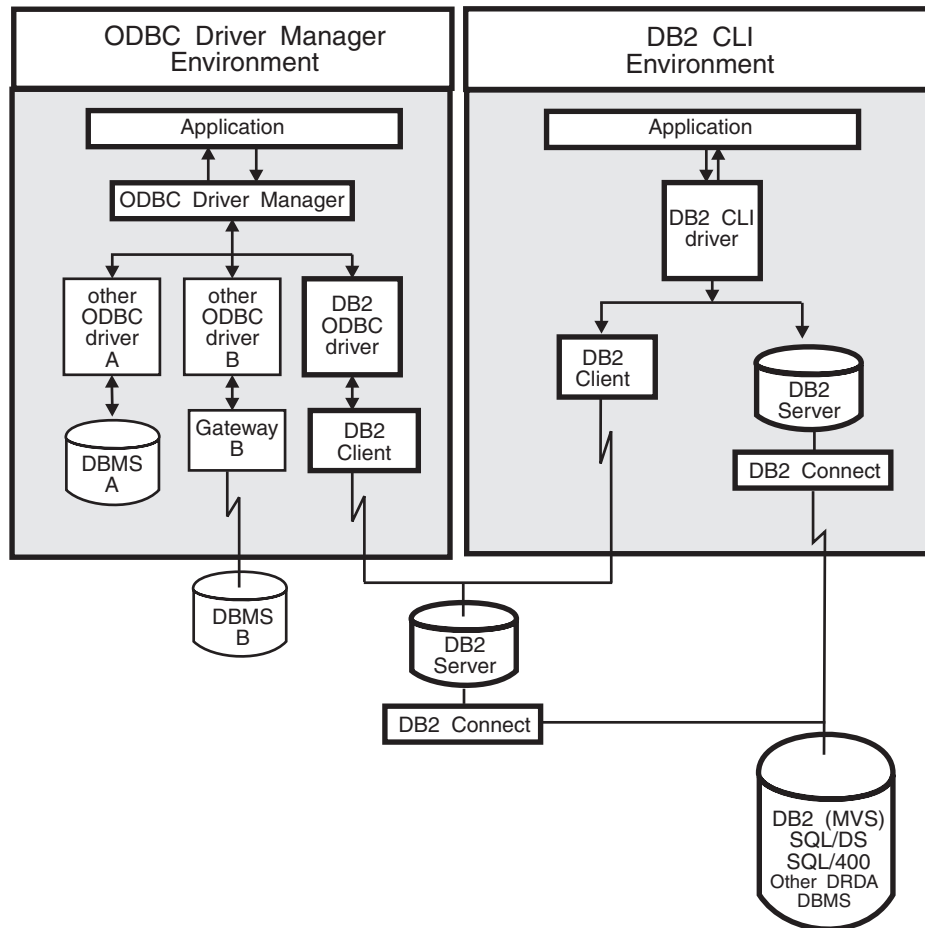 ODBC Driver Manager
Environment
Application
ODBC Driver Manager
other
ODBC
driver
A
other
ODBC
driver
B
DB2
ODBC
driver
DBMS
A
Gateway
B
DB2
Client
DBMS
B
DB2 CLI
Environment
Application
DB2 CLI
driver
DB2
Client
DB2
Server
DB2 Connect
DB2
Server
DB2 Connect
DB2 (MVS)
SQL/DS
SQL/400
Other DRDA
DBMS